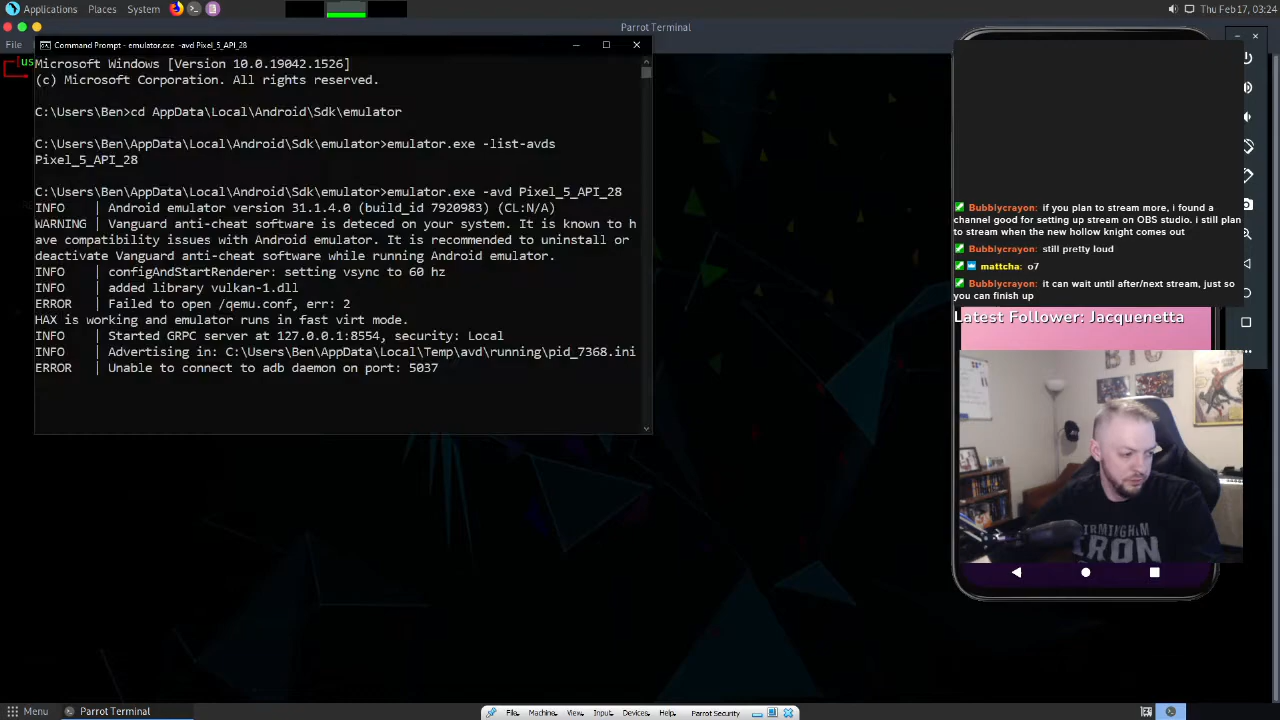 Applications Places System
Thu Feb 17, 03:24
Parrot Terminal
File
us
Command Prompt - emulator.exe -avd Pixel_5_API_28
Microsoft Windows [Version 10.0.19042.1526]
(c) Microsoft Corporation. All rights reserved.
C:\Users\Ben>cd AppData\Local\Android\Sdk\emulator
C:\Users\Ben\AppData\Local\Android\Sdk\emulator>emulator.exe -list-avds
Pixel_5_API_28
C:\Users\Ben\AppData\Local\Android\Sdk\emulator>emulator.exe -avd Pixel_5_API_28
INFO | Android emulator version 31.1.4.0 (build_id 7920983) (CL:N/A)
WARNING | Vanguard anti-cheat software is deteced on your system. It is known to h
ave compatibility issues with Android emulator. It is recommended to uninstall or
deactivate Vanguard anti-cheat software while running Android emulator.
INFO | configAndStartRenderer: setting vsync to 60 hz
INFO | added library vulkan-1.dll
ERROR | Failed to open /qemu.conf, err: 2
HAX is working and emulator runs in fast virt mode.
INFO | Started GRPC server at 127.0.0.1:8554, security: Local
INFO | Advertising in: C:\Users\Ben\AppData\Local\Temp\avd\running\pid_7368.ini
ERROR | Unable to connect to adb daemon on port: 5037
Bubblycrayon: if you plan to stream more, i found a
channel good for setting up stream on OBS studio. i still plan
to stream when the new hollow knight comes out
Bubblycrayon: still pretty loud
mattcha: o7
Bubblycrayon: it can wait until after/next stream, just so
you can finish up
Latest Follower: Jacquenetta
BTC
BIRMINGHAM
IRON
Menu
Parrot Terminal
File Machine View Input Devices Help Parrot Security